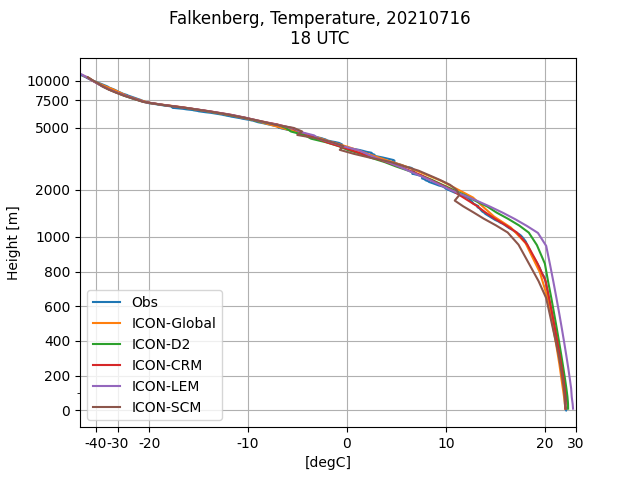 Falkenberg, Temperature, 20210716
18 UTC
Height [m]
10000
7500
5000
2000
1000
800
600
400
200
0
Obs
ICON-Global
ICON-D2
ICON-CRM
ICON-LEM
ICON-SCM
-40 -30 -20 -10 0 10 20 30
[degC]